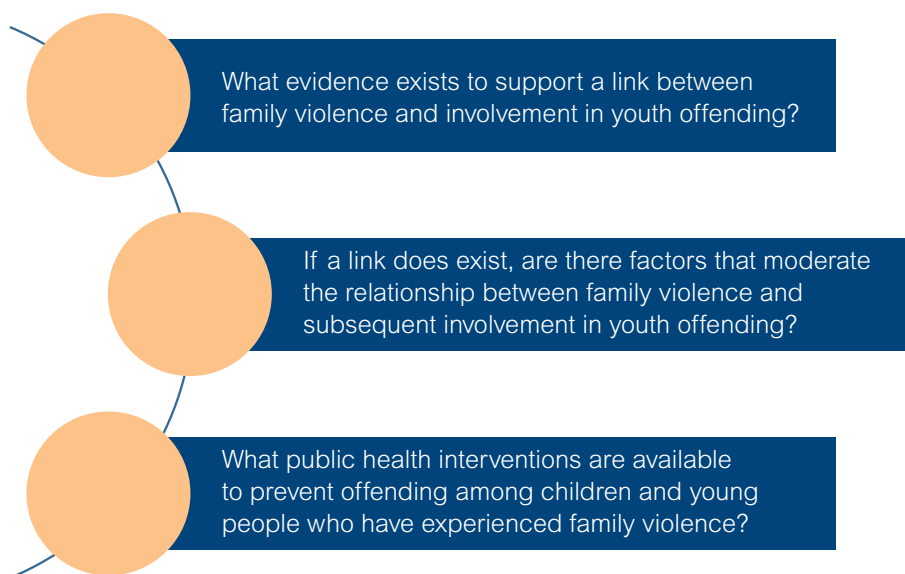 What evidence exists to support a link between
family violence and involvement in youth offending?
If a link does exist, are there factors that moderate
the relationship between family violence and
subsequent involvement in youth offending?
What public health interventions are available
to prevent offending among children and young
people who have experienced family violence?